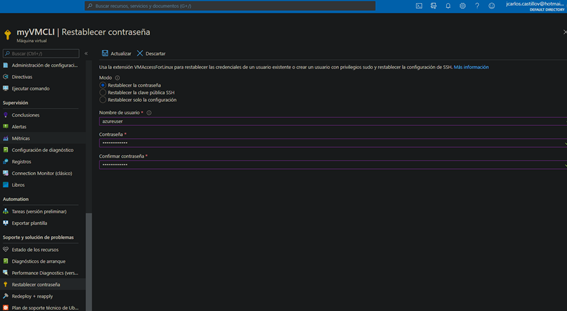 Buscar recursos, servicios y documentos (G+/)
jcarlos.castillov@hotmai...
DEFAULT DIRECTORY
myVMCLI | Restablecer contraseña
Máquina virtual
Buscar (Ctrl+/)
«
Actualizar
Descartar
Administración de configuraci...
Directivas
Ejecutar comando
Supervisión
Conclusiones
Alertas
Métricas
Configuración de diagnóstico
Registros
Connection Monitor (clásico)
Libros
Automation
Tareas (versión preliminar)
Exportar plantilla
Soporte y solución de problemas
Estado de los recursos
Diagnósticos de arranque
Performance Diagnostics (vers...
Restablecer contraseña
Redeploy + reapply
Plan de soporte técnico de Ub...
Usa la extensión VMAccessForLinux para restablecer las credenciales de un usuario existente o crear un usuario con privilegios sudo y restablecer la configuración de SSH. Más información
Modo
Restablecer la contraseña
Restablecer la clave pública SSH
Restablecer solo la configuración
Nombre de usuario *
azureuser
Contraseña *
Confirmar contraseña *